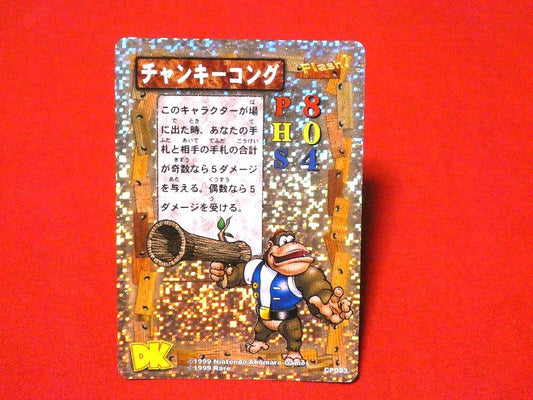 チャンキーコング
Flash!
P 8
H 0
S 4
このキャラクターが場
に出た時、あなたの手
札と相手の手札の合計
が奇数なら5ダメージ
を与える。偶数なら5
ダメージを受ける。
DK
©1999 Nintendo Ahomaro Games
©1999 Rare
CP003